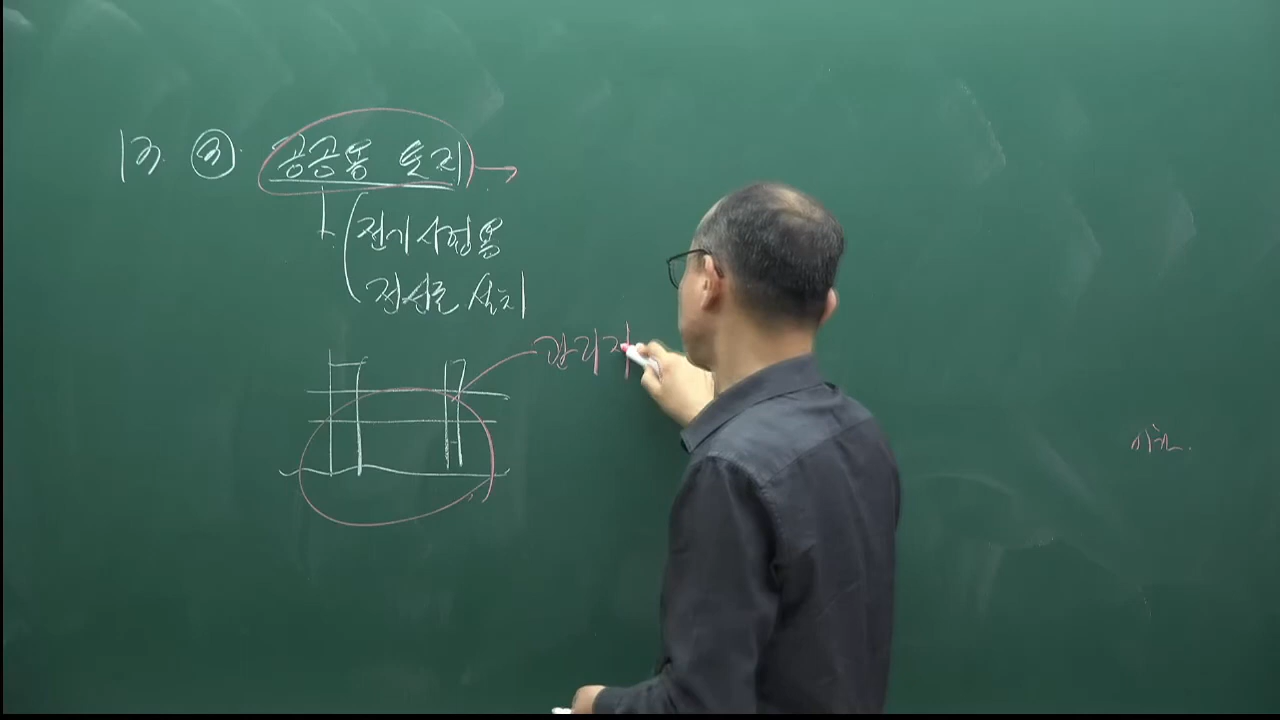 13. ③. 공공용 토지
전기사업용
전선로 설치
관리자